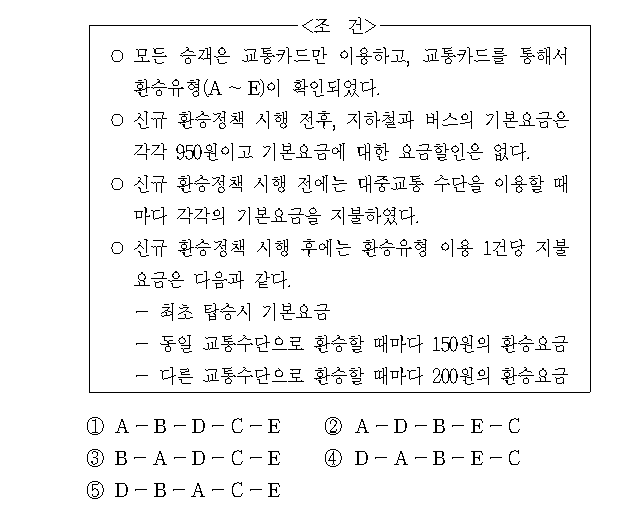 <조 건>
○ 모든 승객은 교통카드만 이용하고, 교통카드를 통해서
환승유형(A ~ E)이 확인되었다.
○ 신규 환승정책 시행 전후, 지하철과 버스의 기본요금은
각각 950원이고 기본요금에 대한 요금할인은 없다.
○ 신규 환승정책 시행 전에는 대중교통 수단을 이용할 때
마다 각각의 기본요금을 지불하였다.
○ 신규 환승정책 시행 후에는 환승유형 이용 1건당 지불
요금은 다음과 같다.
- 최초 탑승시 기본요금
- 동일 교통수단으로 환승할 때마다 150원의 환승요금
- 다른 교통수단으로 환승할 때마다 200원의 환승요금
① A - B - D - C - E ② A - D - B - E - C
③ B - A - D - C - E ④ D - A - B - E - C
⑤ D - B - A - C - E